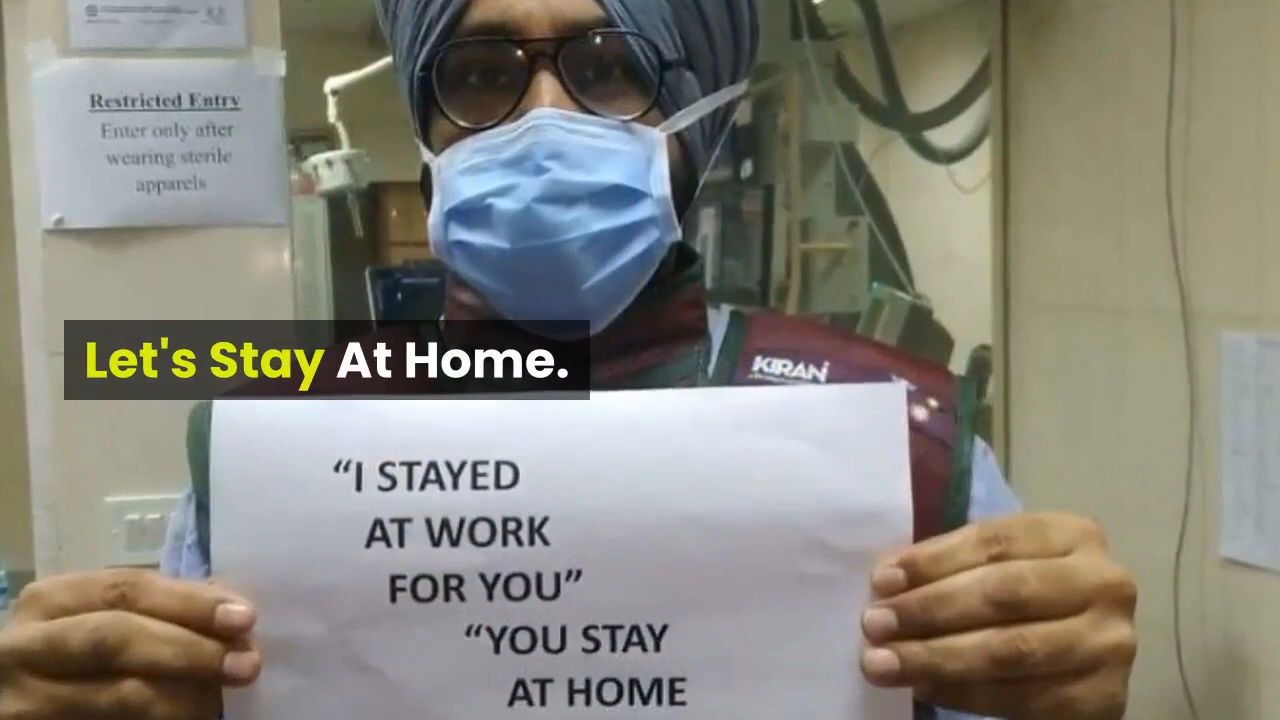 Restricted Entry
Enter only after
wearing sterile
apparels
Let's Stay At Home.
KIRAN
“I STAYED
AT WORK
FOR YOU”
“YOU STAY
AT HOME